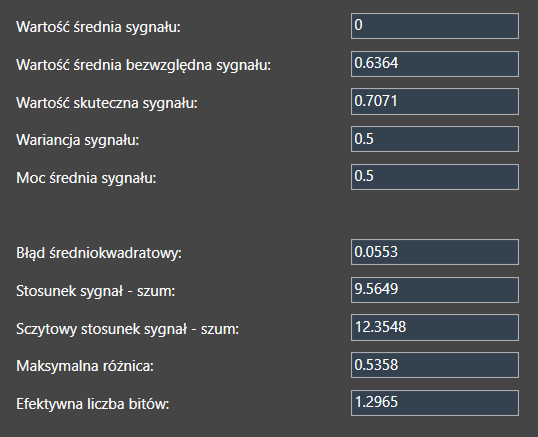 Wartość średnia sygnału: 0
Wartość średnia bezwzględna sygnału: 0.6364
Wartość skuteczna sygnału: 0.7071
Wariancja sygnału: 0.5
Moc średnia sygnału: 0.5
Błąd średniokwadratowy: 0.0553
Stosunek sygnał - szum: 9.5649
Sczytowy stosunek sygnał - szum: 12.3548
Maksymalna różnica: 0.5358
Efektywna liczba bitów: 1.2965